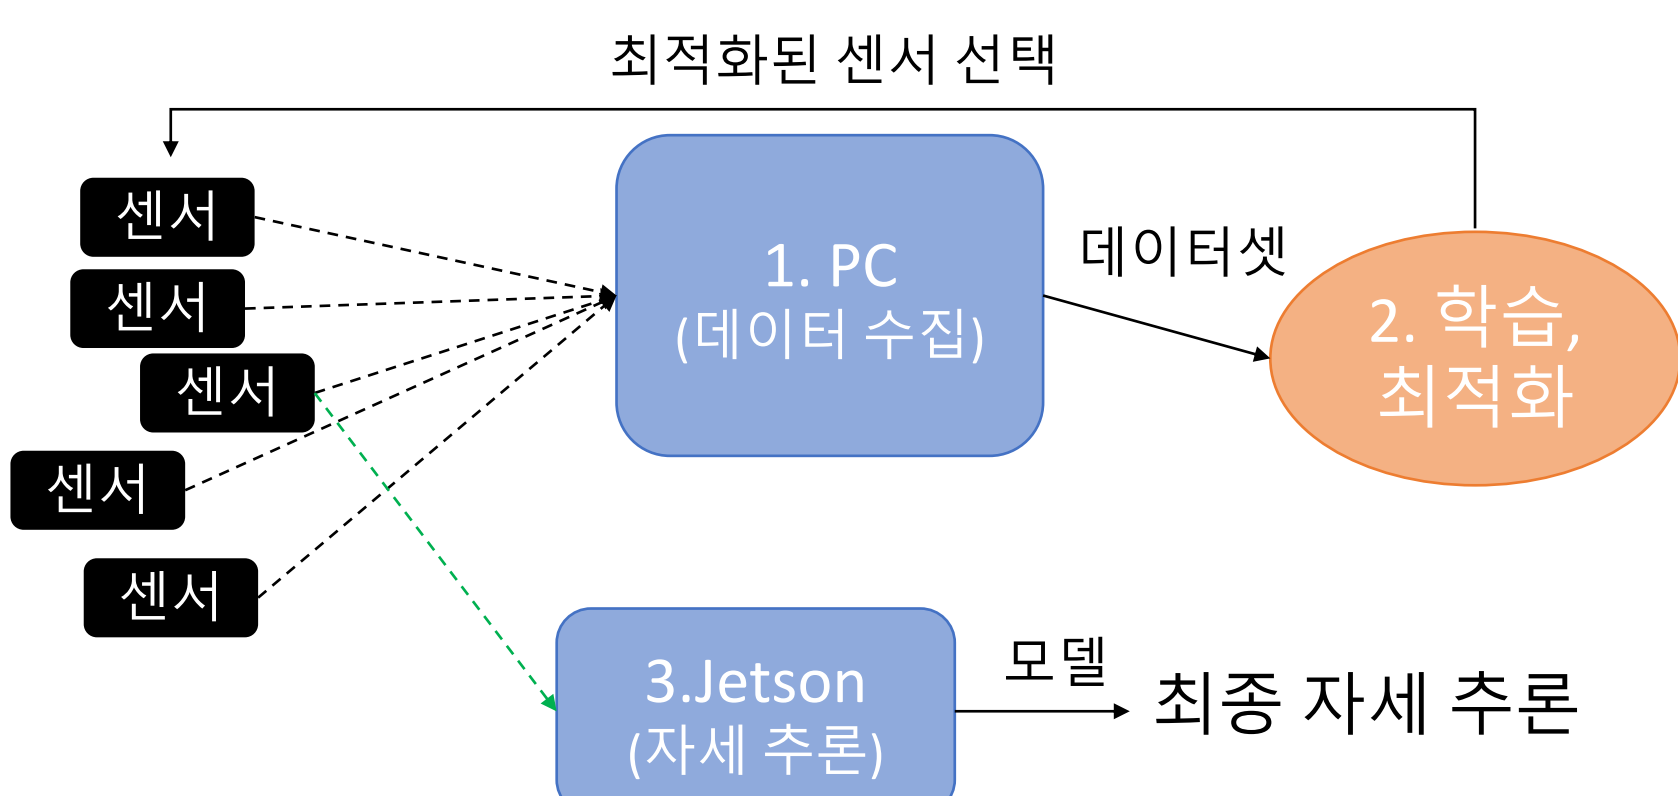 최적화된 센서 선택
센서
센서
센서
센서
센서
1. PC
(데이터 수집)
데이터셋
2. 학습,
최적화
3.Jetson
(자세 추론)
모델
최종 자세 추론